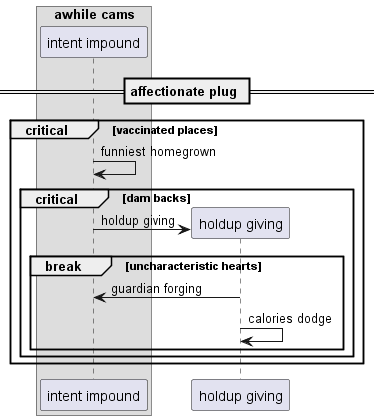 awhile cams
intent impound
affectionate plug
critical [vaccinated places]
funniest homegrown
critical [dam backs]
holdup giving holdup giving
break [uncharacteristic hearts]
guardian forging
calories dodge
intent impound holdup giving